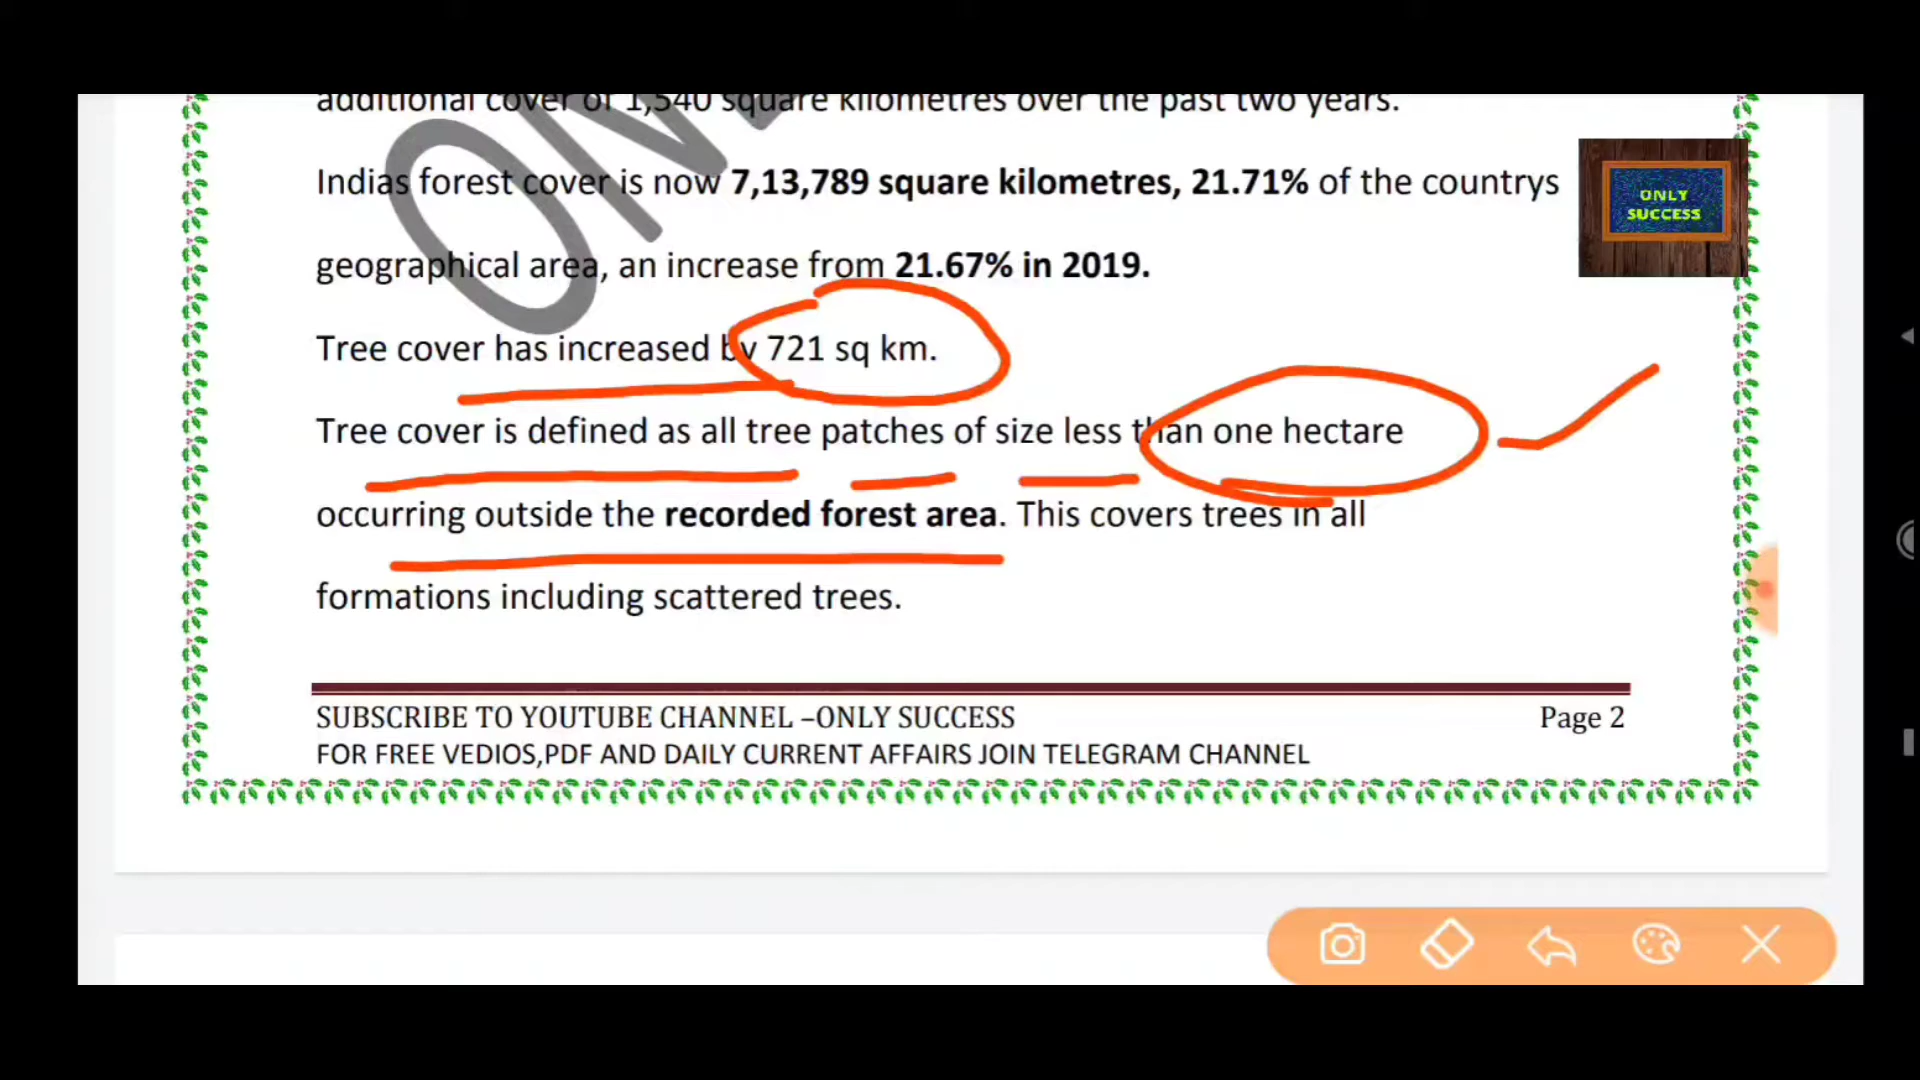 additional cover of 1,540 square kilometres over the past two years.
Indias forest cover is now 7,13,789 square kilometres, 21.71% of the countrys
geographical area, an increase from 21.67% in 2019.
ONLY
SUCCESS
Tree cover has increased by 721 sq km.
Tree cover is defined as all tree patches of size less than one hectare
occurring outside the recorded forest area. This covers trees in all
formations including scattered trees.
SUBSCRIBE TO YOUTUBE CHANNEL –ONLY SUCCESS Page 2
FOR FREE VEDIOS,PDF AND DAILY CURRENT AFFAIRS JOIN TELEGRAM CHANNEL